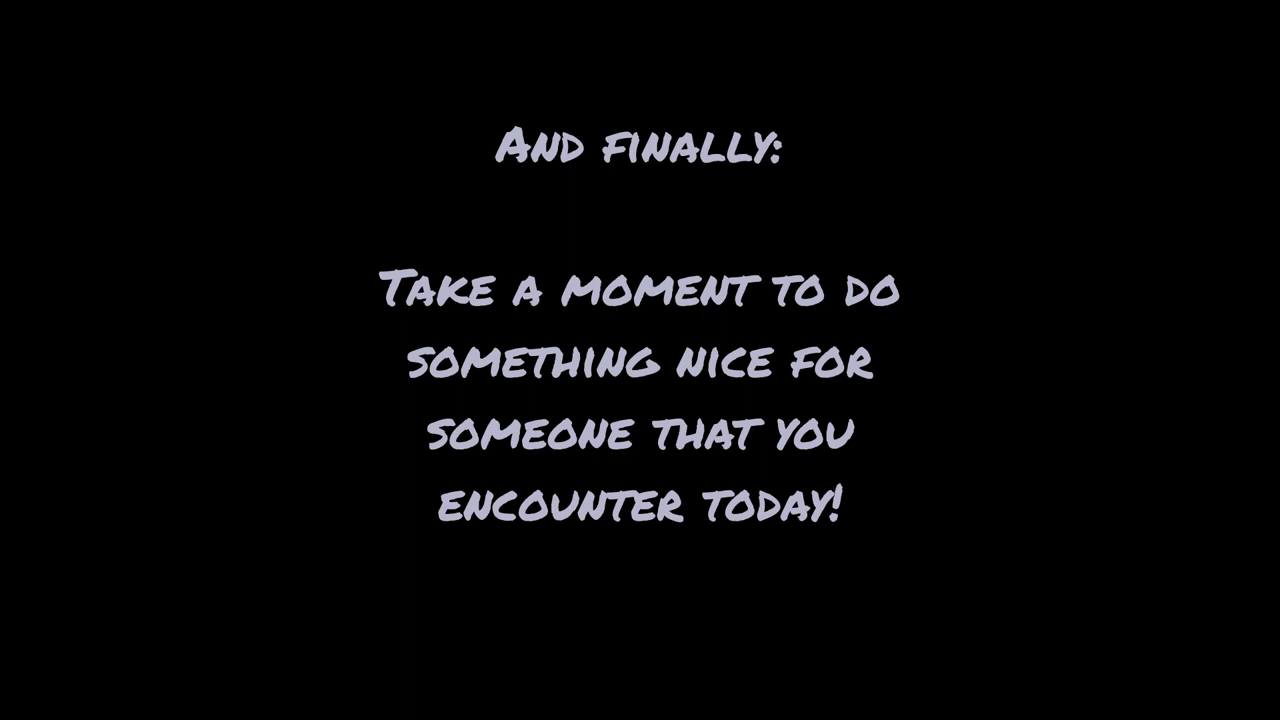 And finally:
Take a moment to do
something nice for
someone that you
encounter today!